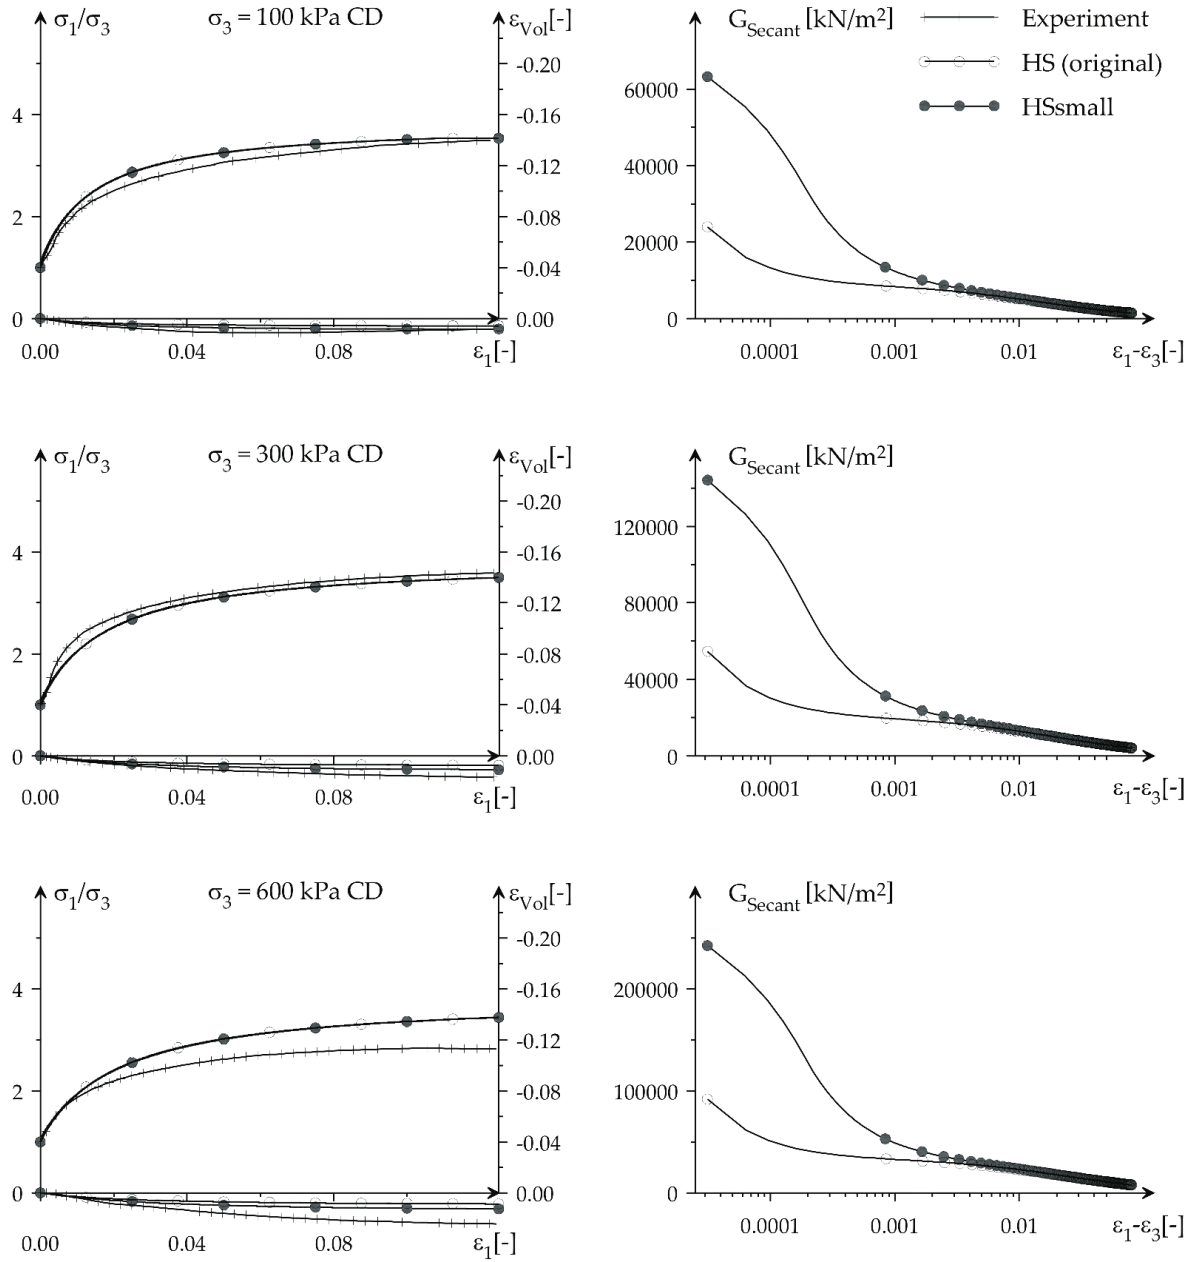 σ1/σ3 σ3 = 100 kPa CD εVol[-]
-0.20
4 -0.16
-0.12
2 -0.08
-0.04
0 0.00
0.00 0.04 0.08 ε1[-]
GSecant [kN/m²]
Experiment
HS (original)
HSsmall
60000
40000
20000
0
0.0001 0.001 0.01 ε1-ε3[-]
σ1/σ3 σ3 = 300 kPa CD εVol[-]
-0.20
4 -0.16
-0.12
2 -0.08
-0.04
0 0.00
0.00 0.04 0.08 ε1[-]
GSecant [kN/m²]
120000
80000
40000
0
0.0001 0.001 0.01 ε1-ε3[-]
σ1/σ3 σ3 = 600 kPa CD εVol[-]
-0.20
4 -0.16
-0.12
2 -0.08
-0.04
0 0.00
0.00 0.04 0.08 ε1[-]
GSecant [kN/m²]
200000
100000
0
0.0001 0.001 0.01 ε1-ε3[-]